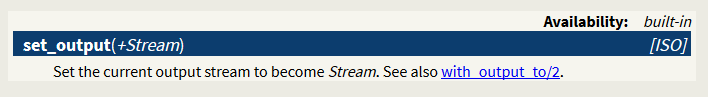 Availability: built-in
set_output(+Stream) [ISO]
Set the current output stream to become Stream. See also with_output_to/2.